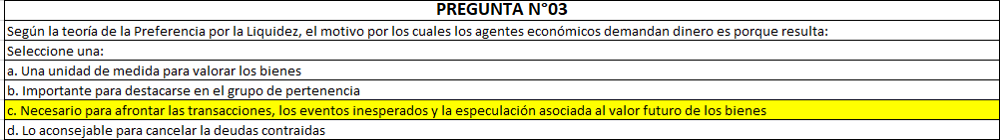 PREGUNTA N°03
Según la teoría de la Preferencia por la Liquidez, el motivo por los cuales los agentes económicos demandan dinero es porque resulta:
Seleccione una:
a. Una unidad de medida para valorar los bienes
b. Importante para destacarse en el grupo de pertenencia
c. Necesario para afrontar las transacciones, los eventos inesperados y la especulación asociada al valor futuro de los bienes
d. Lo aconsejable para cancelar la deudas contraidas